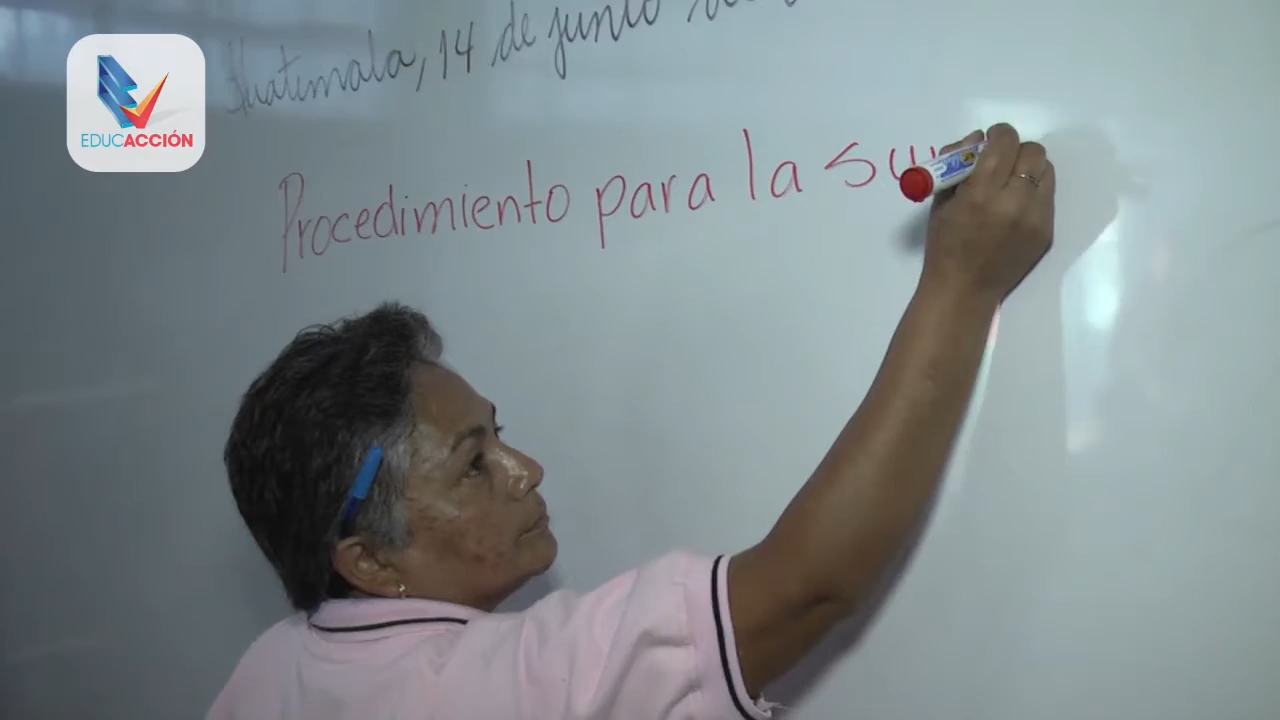 Guatemala, 14 de junio
EDUCACCIÓN
Procedimiento para la su